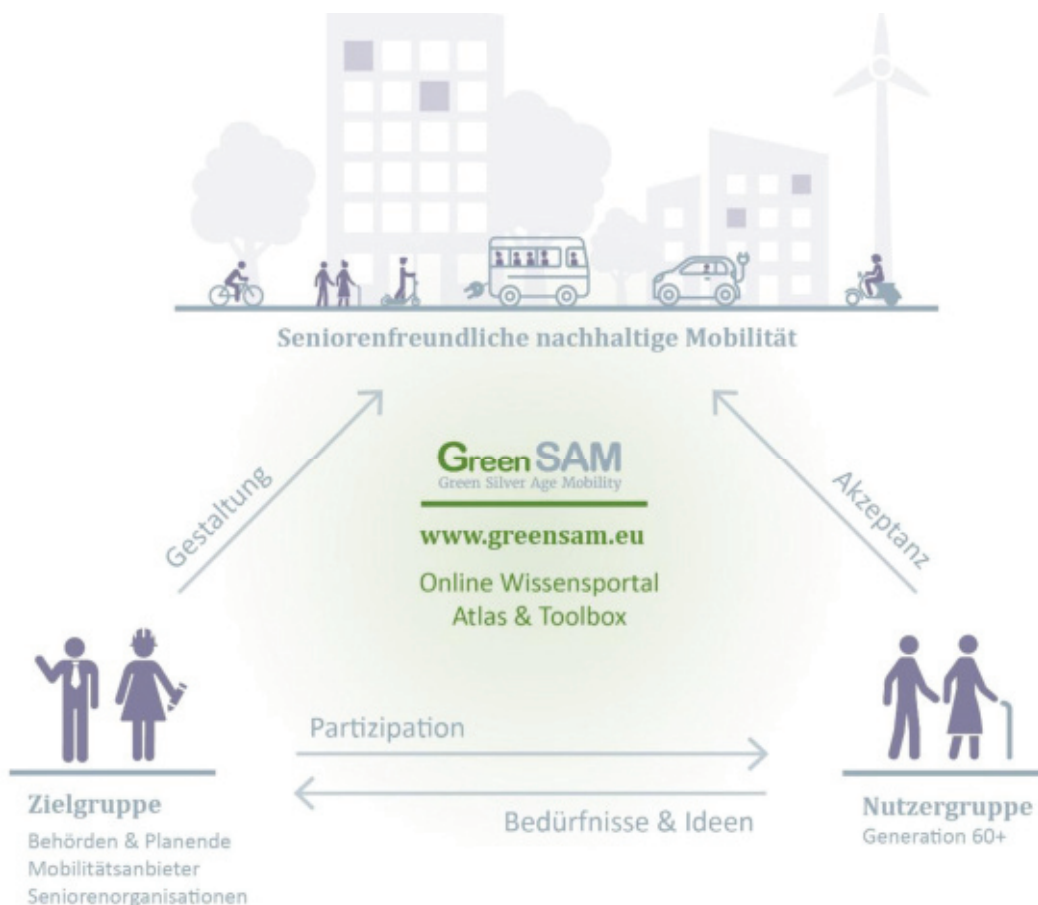 Seniorenfreundliche nachhaltige Mobilität
Gestaltung
GreenSAM
Green Silver Age Mobility
www.greensam.eu
Online Wissensportal
Atlas & Toolbox
Akzeptanz
Partizipation
Bedürfnisse & Ideen
Zielgruppe
Behörden & Planende
Mobilitätsanbieter
Seniorenorganisationen
Nutzergruppe
Generation 60+